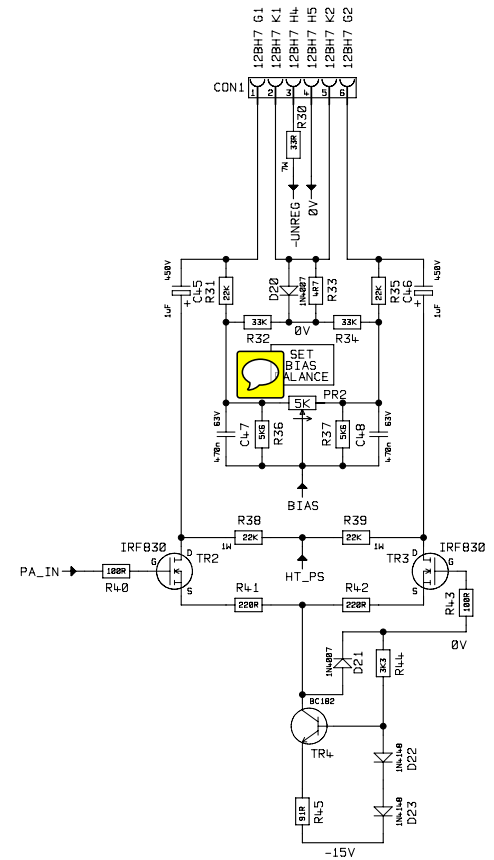 12BH7 G1
12BH7 K1
12BH7 H4
12BH7 H5
12BH7 K2
12BH7 G2
CON1
1 2 3 4 5 6
33R
R30
7W
-UNREG
0V
450V
C45
+
1uF
R31
22K
D20
1N4007
4R7
R33
22K
R35
C46
+
450V
1uF
33K
R32
0V
33K
R34
SET
BIAS
ALANCE
5K
PR2
63V
C47
470n
5K6
R36
R37
5K6
63V
C48
470n
BIAS
R38
22K
1W
R39
22K
1W
HT_PS
IRF830
D
G
S
TR2
PA_IN
100R
R40
IRF830
D
G
S
TR3
R43
100R
0V
R41
220R
R42
220R
1N4007
D21
3K3
R44
BC182
TR4
1N4148
D22
1N4148
D23
91R
R45
-15V